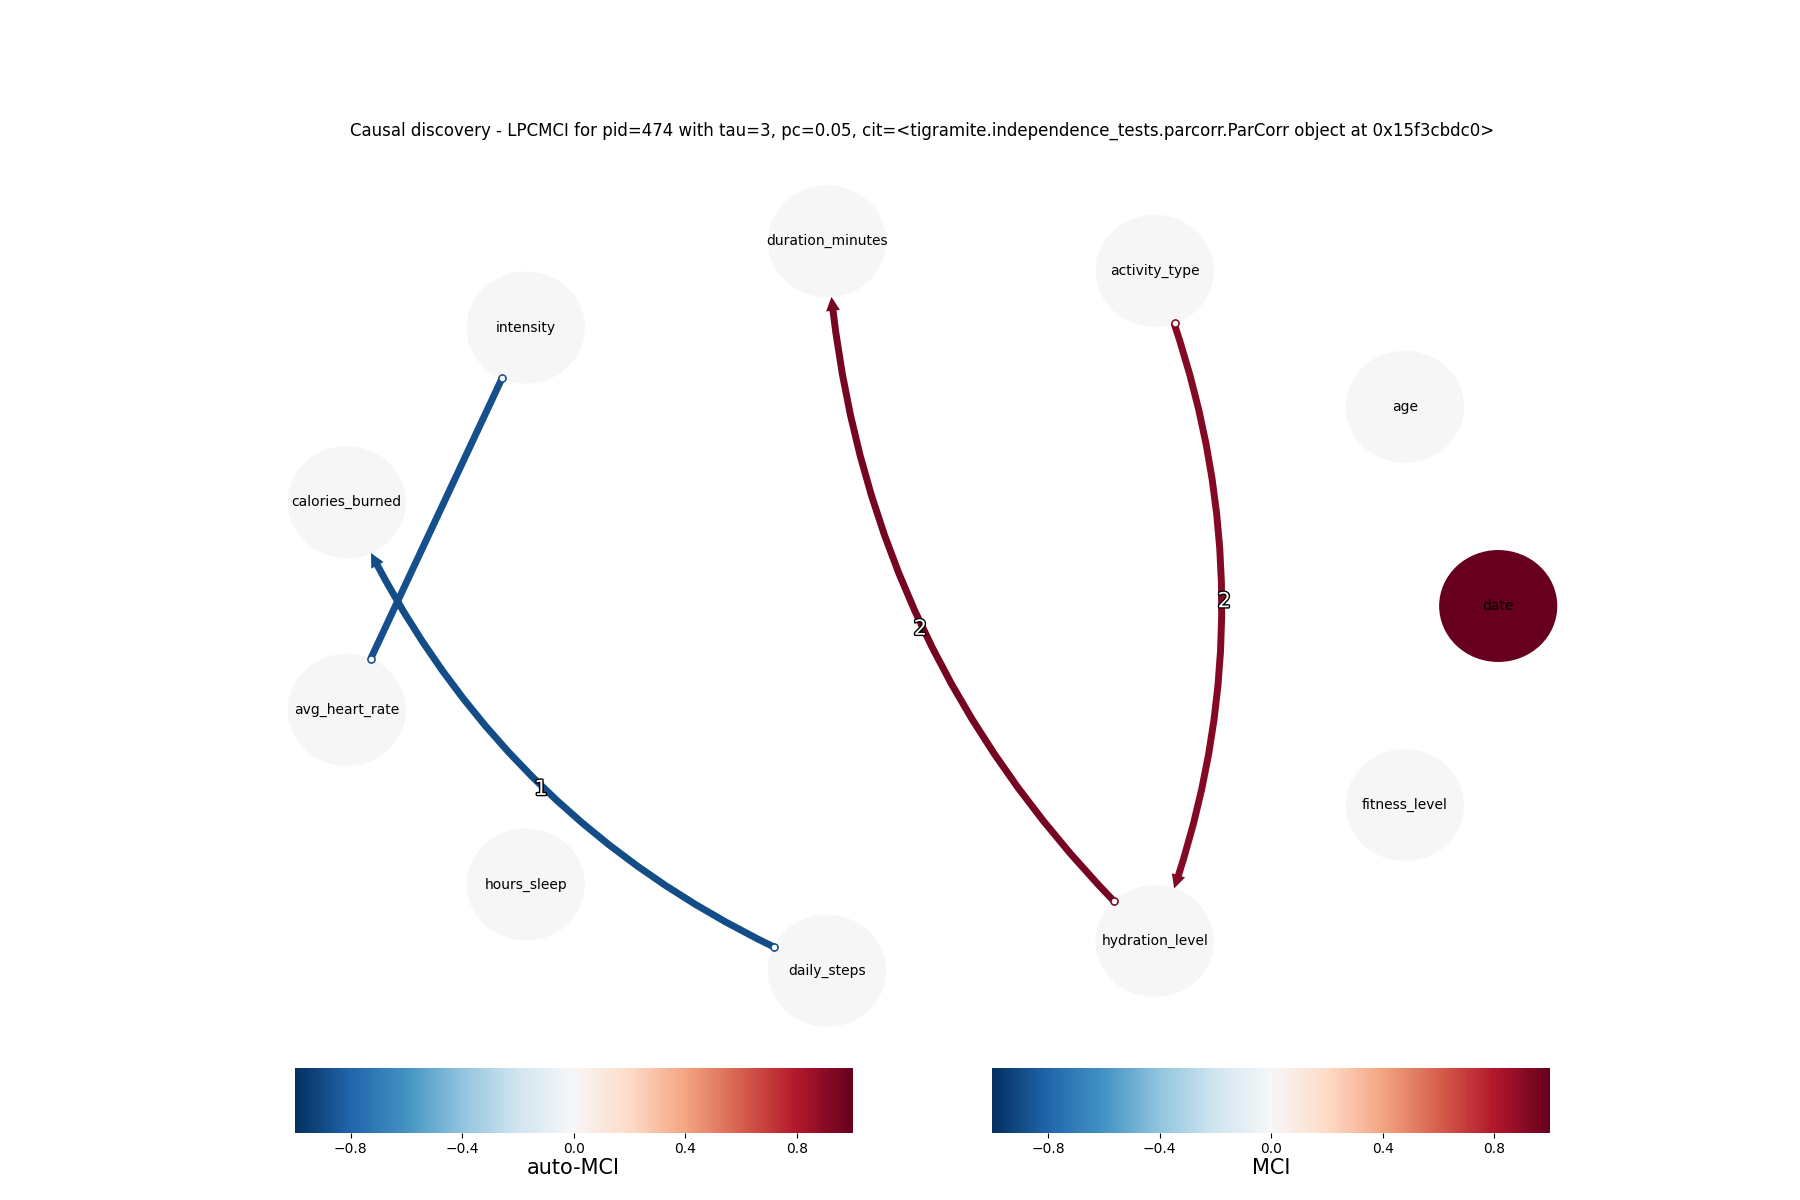 Causal discovery - LPCMCI for pid=474 with tau=3, pc=0.05, cit=<tigramite.independence_tests.parcorr.ParCorr object at 0x15f3cbdc0>
duration_minutes
activity_type
intensity
age
calories_burned
2
date
2
avg_heart_rate
1
fitness_level
hours_sleep
hydration_level
daily_steps
−0.8 −0.4 0.0 0.4 0.8
auto-MCI
−0.8 −0.4 0.0 0.4 0.8
MCI